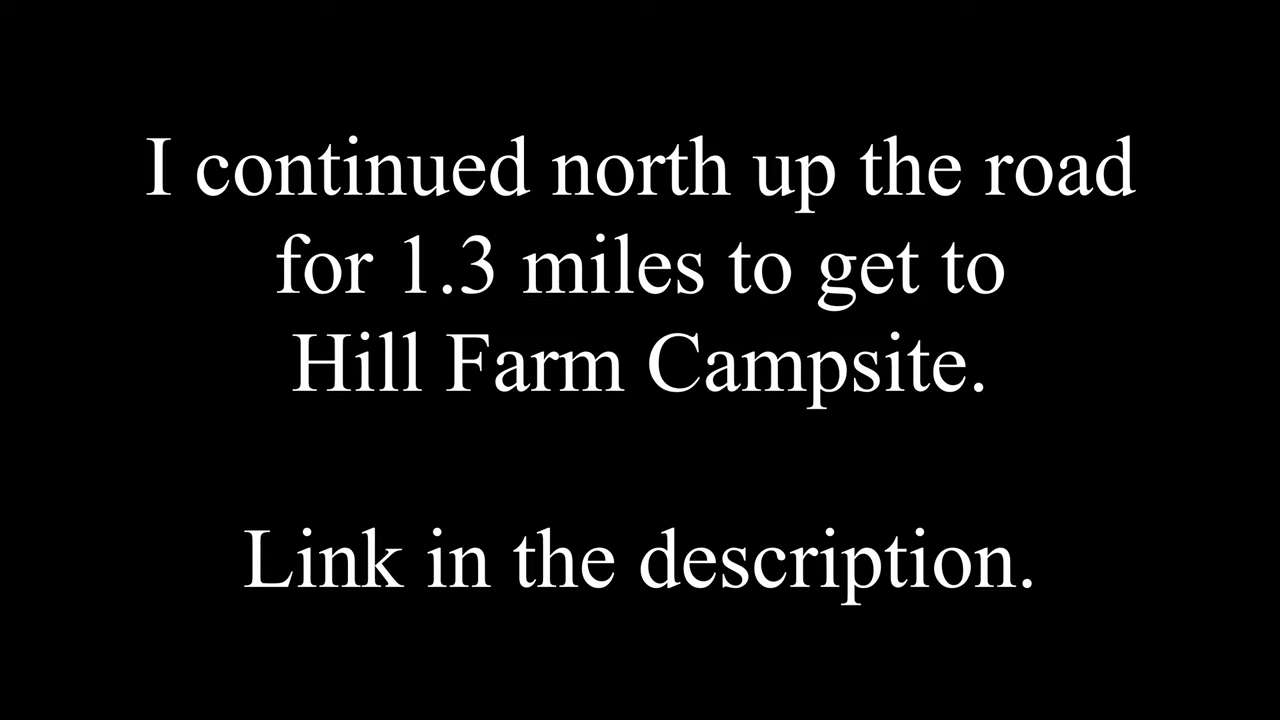 I continued north up the road
for 1.3 miles to get to
Hill Farm Campsite.
Link in the description.